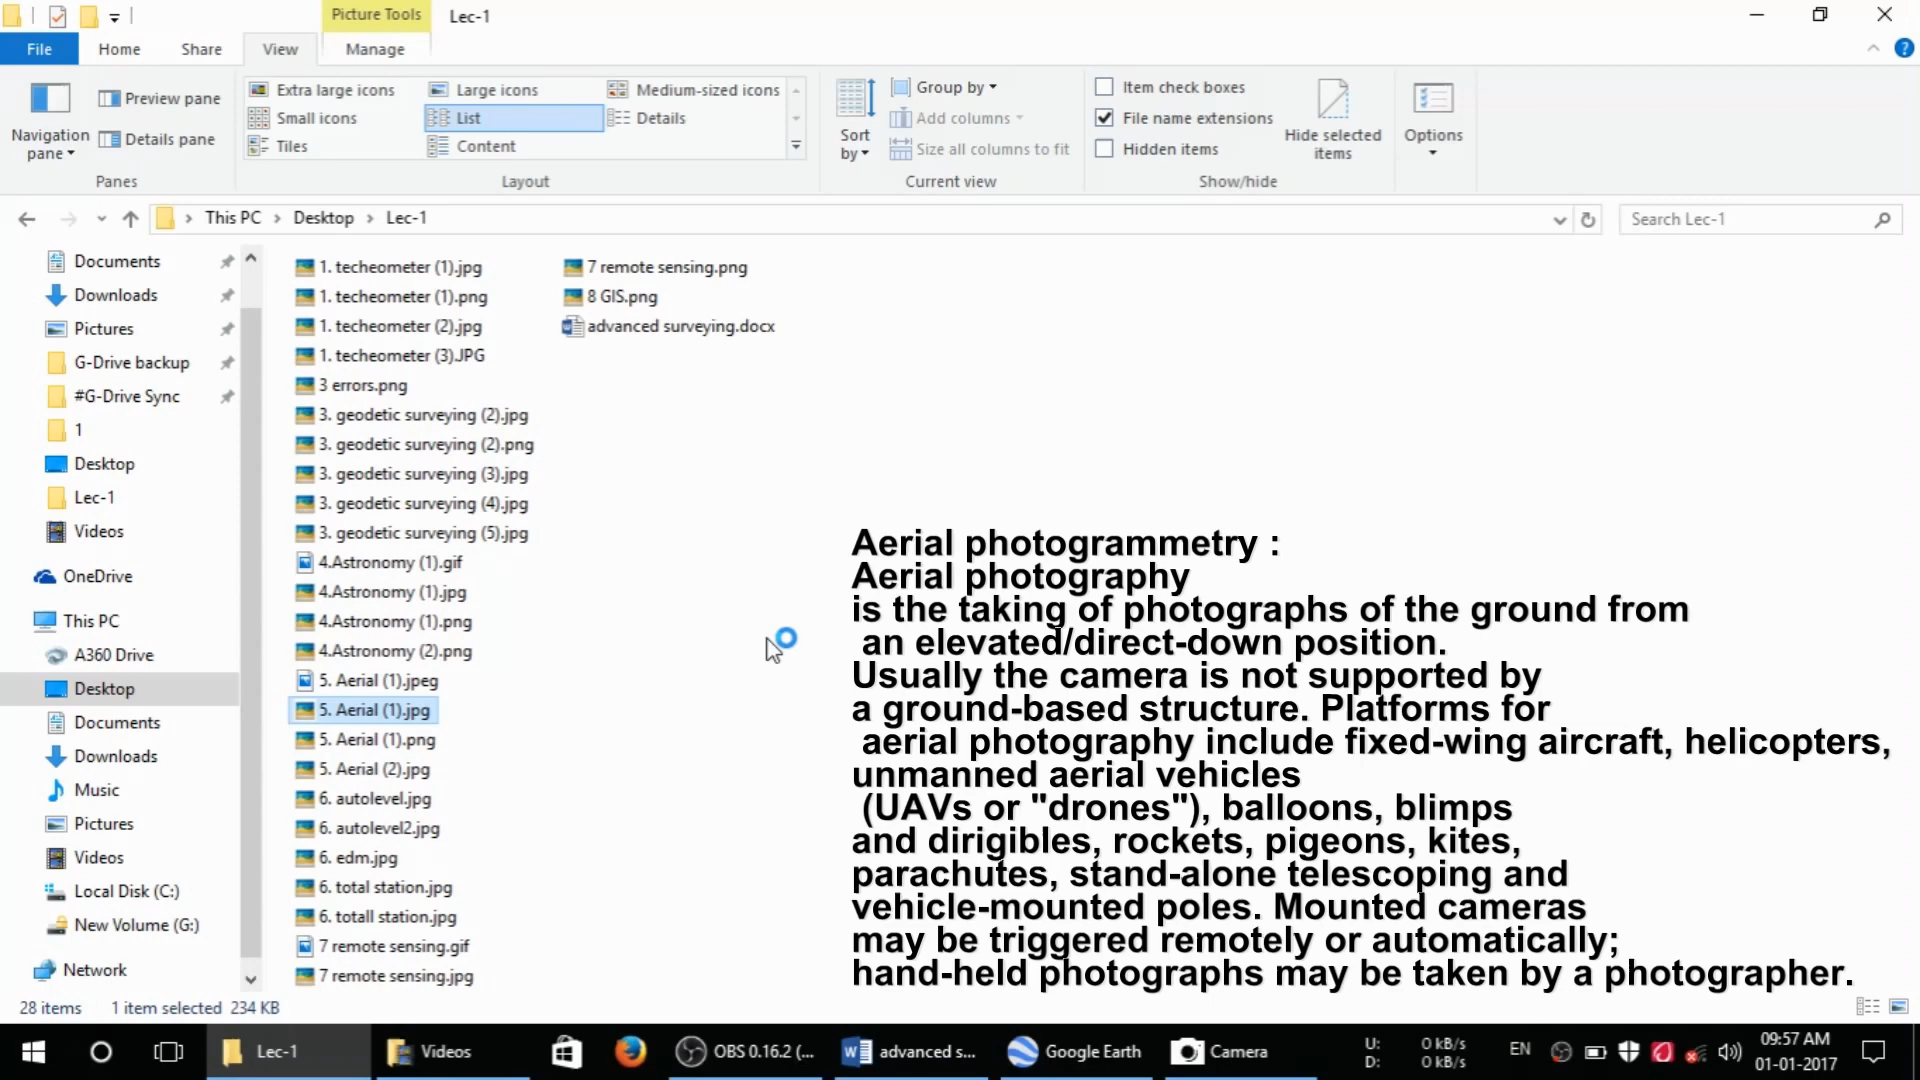 Picture Tools
Lec-1
File
Home
Share
View
Manage
Navigation pane
Preview pane
Details pane
Panes
Extra large icons
Large icons
Medium-sized icons
Small icons
List
Details
Tiles
Content
Layout
Sort by
Group by
Add columns
Size all columns to fit
Current view
Item check boxes
File name extensions
Hidden items
Hide selected items
Show/hide
Options
This PC > Desktop > Lec-1
Search Lec-1
Documents
Downloads
Pictures
G-Drive backup
#G-Drive Sync
1
Desktop
Lec-1
Videos
OneDrive
This PC
A360 Drive
Desktop
Documents
Downloads
Music
Pictures
Videos
Local Disk (C:)
New Volume (G:)
Network
1. techeometer (1).jpg
1. techeometer (1).png
1. techeometer (2).jpg
1. techeometer (3).JPG
3 errors.png
3. geodetic surveying (2).jpg
3. geodetic surveying (2).png
3. geodetic surveying (3).jpg
3. geodetic surveying (4).jpg
3. geodetic surveying (5).jpg
4.Astronomy (1).gif
4.Astronomy (1).jpg
4.Astronomy (1).png
4.Astronomy (2).png
5. Aerial (1).jpeg
5. Aerial (1).jpg
5. Aerial (1).png
5. Aerial (2).jpg
6. autolevel.jpg
6. autolevel2.jpg
6. edm.jpg
6. total station.jpg
6. totall station.jpg
7 remote sensing.gif
7 remote sensing.jpg
7 remote sensing.png
8 GIS.png
advanced surveying.docx
Aerial photogrammetry :
Aerial photography
is the taking of photographs of the ground from
an elevated/direct-down position.
Usually the camera is not supported by
a ground-based structure. Platforms for
aerial photography include fixed-wing aircraft, helicopters,
unmanned aerial vehicles
(UAVs or "drones"), balloons, blimps
and dirigibles, rockets, pigeons, kites,
parachutes, stand-alone telescoping and
vehicle-mounted poles. Mounted cameras
may be triggered remotely or automatically;
hand-held photographs may be taken by a photographer.
28 items 1 item selected 234 KB
Lec-1
Videos
OBS 0.16.2 (...
advanced s...
Google Earth
Camera
U: 0 kB/s
D: 0 kB/s
EN
09:57 AM
01-01-2017